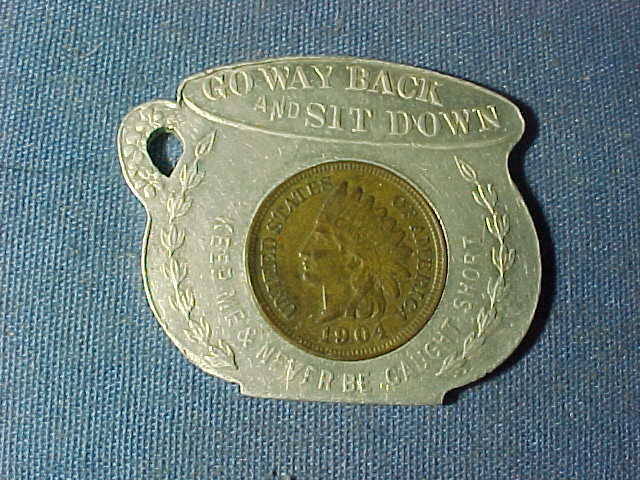 GO WAY BACK
AND SIT DOWN
UNITED STATES OF AMERICA
1904
KEEP ME & NEVER BE CAUGHT SHORT